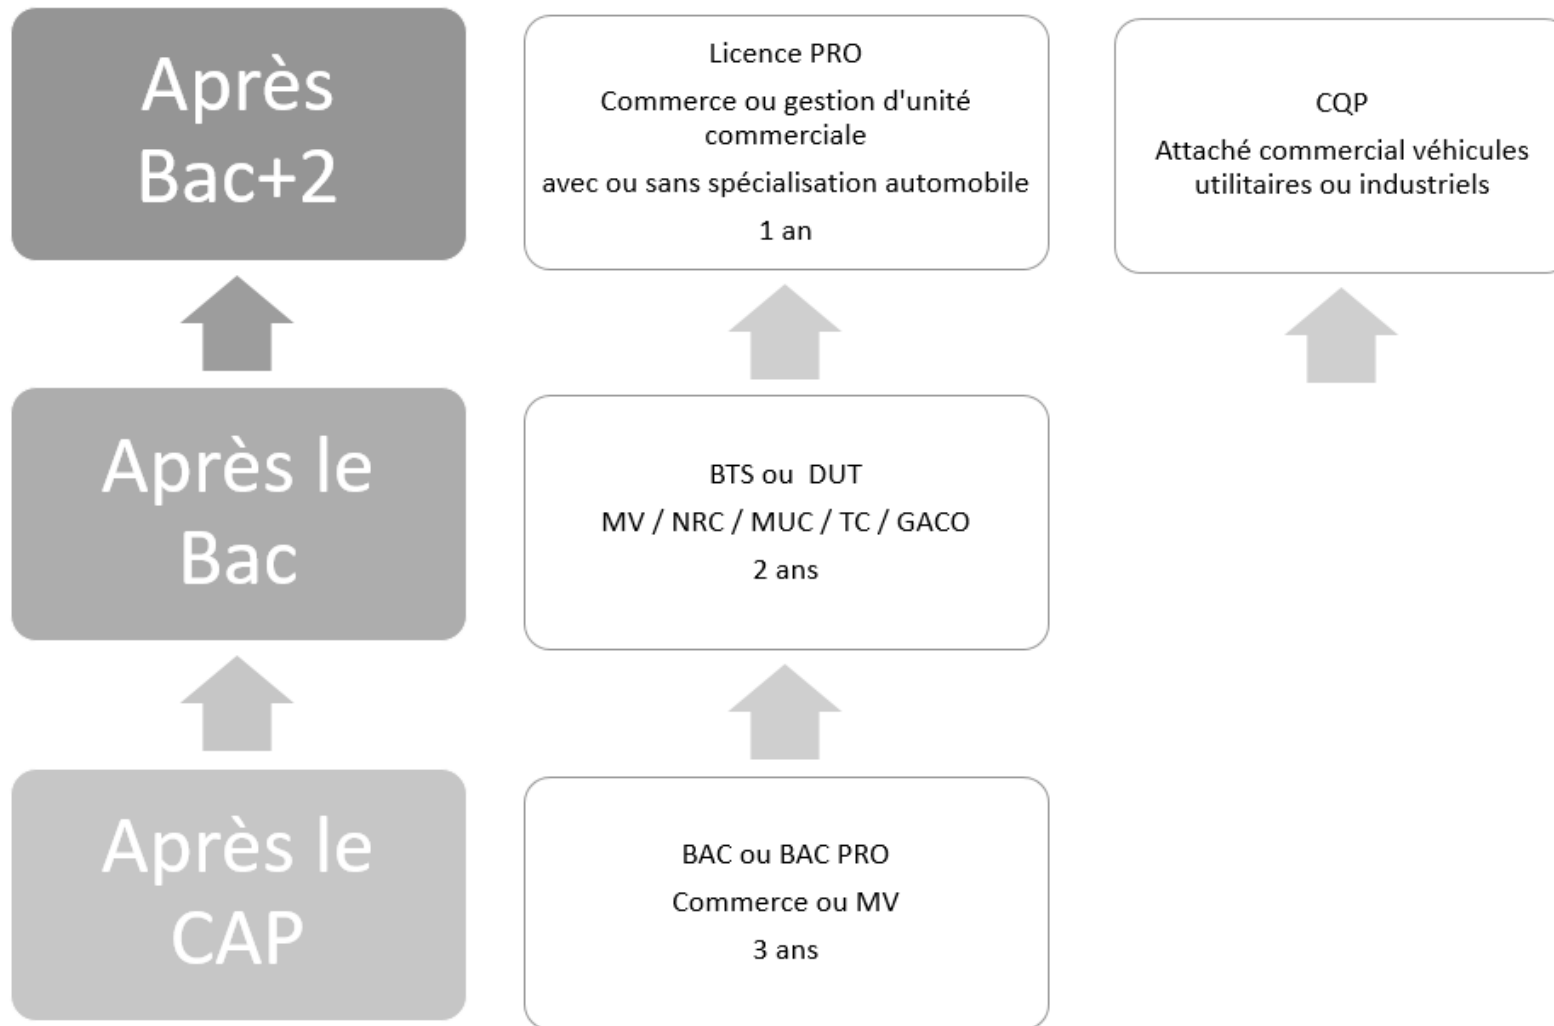 Après
Bac+2
Licence PRO
Commerce ou gestion d'unité
commerciale
avec ou sans spécialisation automobile
1 an
CQP
Attaché commercial véhicules
utilitaires ou industriels
Après le
Bac
BTS ou  DUT
MV / NRC / MUC / TC / GACO
2 ans
Après le
CAP
BAC ou BAC PRO
Commerce ou MV
3 ans